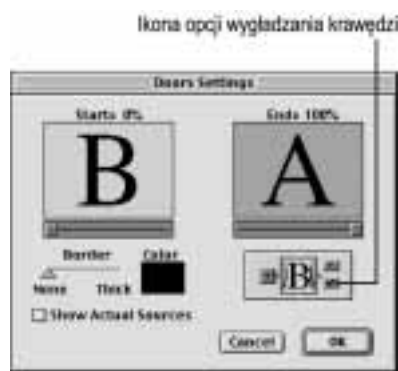 Ikona opcji wygładzania krawędzi
Doors Settings
Starts 0% Ends 100%
B A
Border Color
None Thick
B
Show Actual Sources
Cancel OK